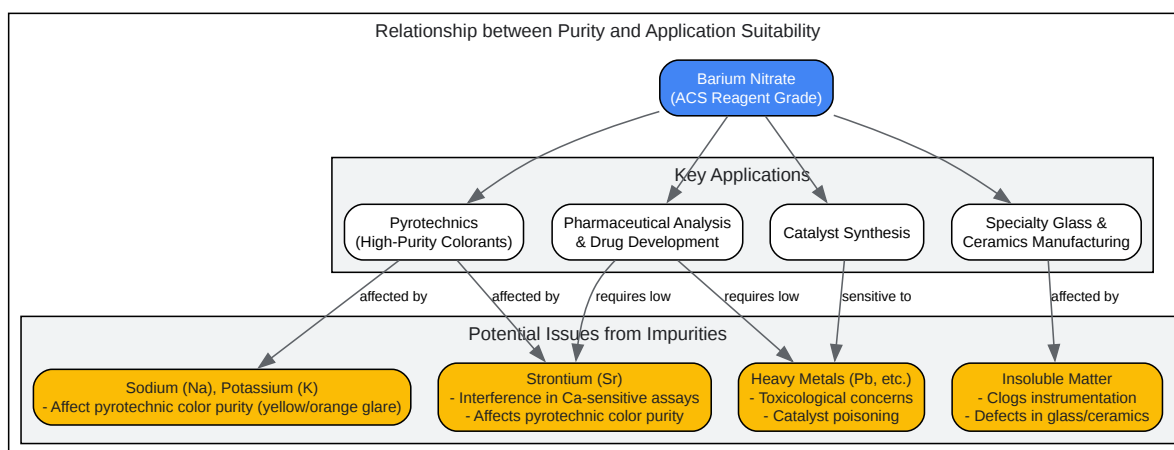 Relationship between Purity and Application Suitability
Barium Nitrate
(ACS Reagent Grade)
Key Applications
Pyrotechnics
(High-Purity Colorants)
Pharmaceutical Analysis
& Drug Development
Catalyst Synthesis
Specialty Glass &
Ceramics Manufacturing
affected by
affected by
requires low
requires low
sensitive to
affected by
Potential Issues from Impurities
Sodium (Na), Potassium (K)
- Affect pyrotechnic color purity (yellow/orange glare)
Strontium (Sr)
- Interference in Ca-sensitive assays
- Affects pyrotechnic color purity
Heavy Metals (Pb, etc.)
- Toxicological concerns
- Catalyst poisoning
Insoluble Matter
- Clogs instrumentation
- Defects in glass/ceramics